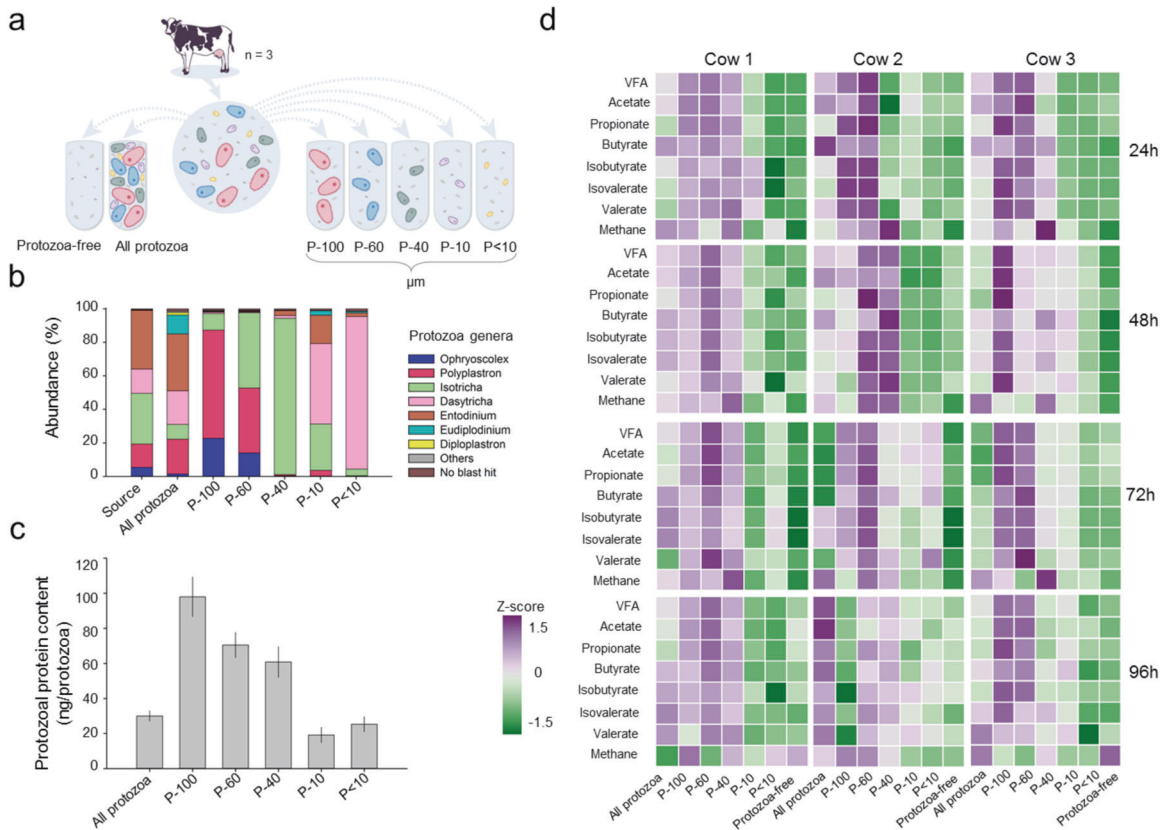 a
n = 3
Protozoa-free
All protozoa
P-100
P-60
P-40
P-10
P<10
µm
b
Abundance (%)
100
80
60
40
20
0
Source
All protozoa
P-100
P-60
P-40
P-10
P<10
Protozoa genera
Ophryoscolex
Polyplastron
Isotricha
Dasytricha
Entodinium
Eudiplodinium
Diploplastron
Others
No blast hit
c
Protozoal protein content
(ng/protozoa)
120
100
80
60
40
20
0
All protozoa
P-100
P-60
P-40
P-10
P<10
Z-score
1.5
0
-1.5
d
Cow 1
Cow 2
Cow 3
VFA
Acetate
Propionate
Butyrate
Isobutyrate
Isovalerate
Valerate
Methane
24h
VFA
Acetate
Propionate
Butyrate
Isobutyrate
Isovalerate
Valerate
Methane
48h
VFA
Acetate
Propionate
Butyrate
Isobutyrate
Isovalerate
Valerate
Methane
72h
VFA
Acetate
Propionate
Butyrate
Isobutyrate
Isovalerate
Valerate
Methane
96h
All protozoa
P-100
P-60
P-40
P-10
P<10
Protozoa-free
All protozoa
P-100
P-60
P-40
P-10
P<10
Protozoa-free
All protozoa
P-100
P-60
P-40
P-10
P<10
Protozoa-free